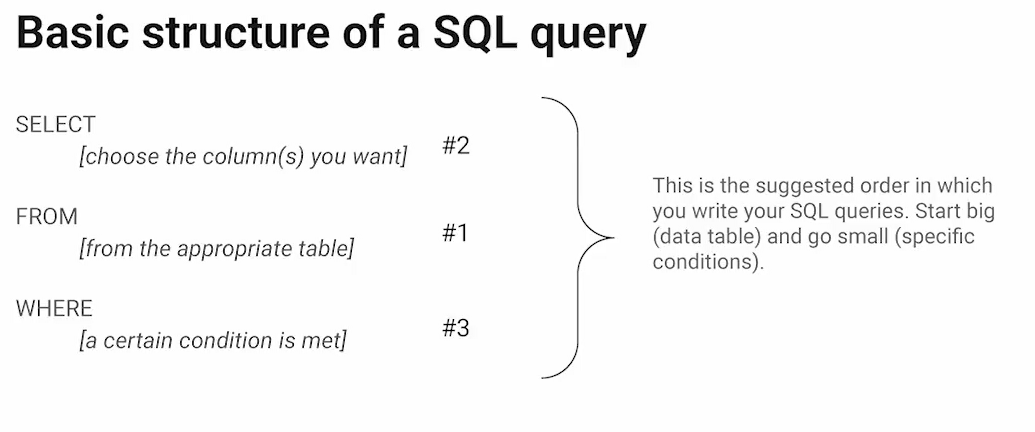 Basic structure of a SQL query
SELECT
[choose the column(s) you want] #2
FROM
[from the appropriate table] #1
WHERE
[a certain condition is met] #3
This is the suggested order in which
you write your SQL queries. Start big
(data table) and go small (specific
conditions).